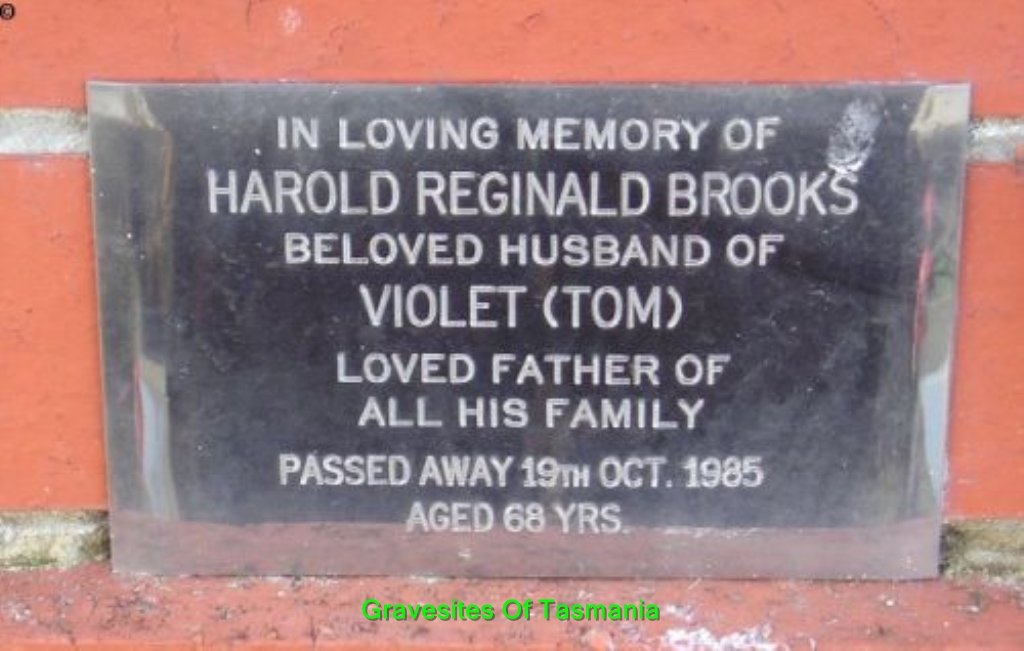 IN LOVING MEMORY OF
HAROLD REGINALD BROOKS
BELOVED HUSBAND OF
VIOLET (TOM)
LOVED FATHER OF
ALL HIS FAMILY
PASSED AWAY 19TH OCT. 1985
AGED 68 YRS.
Gravesites Of Tasmania